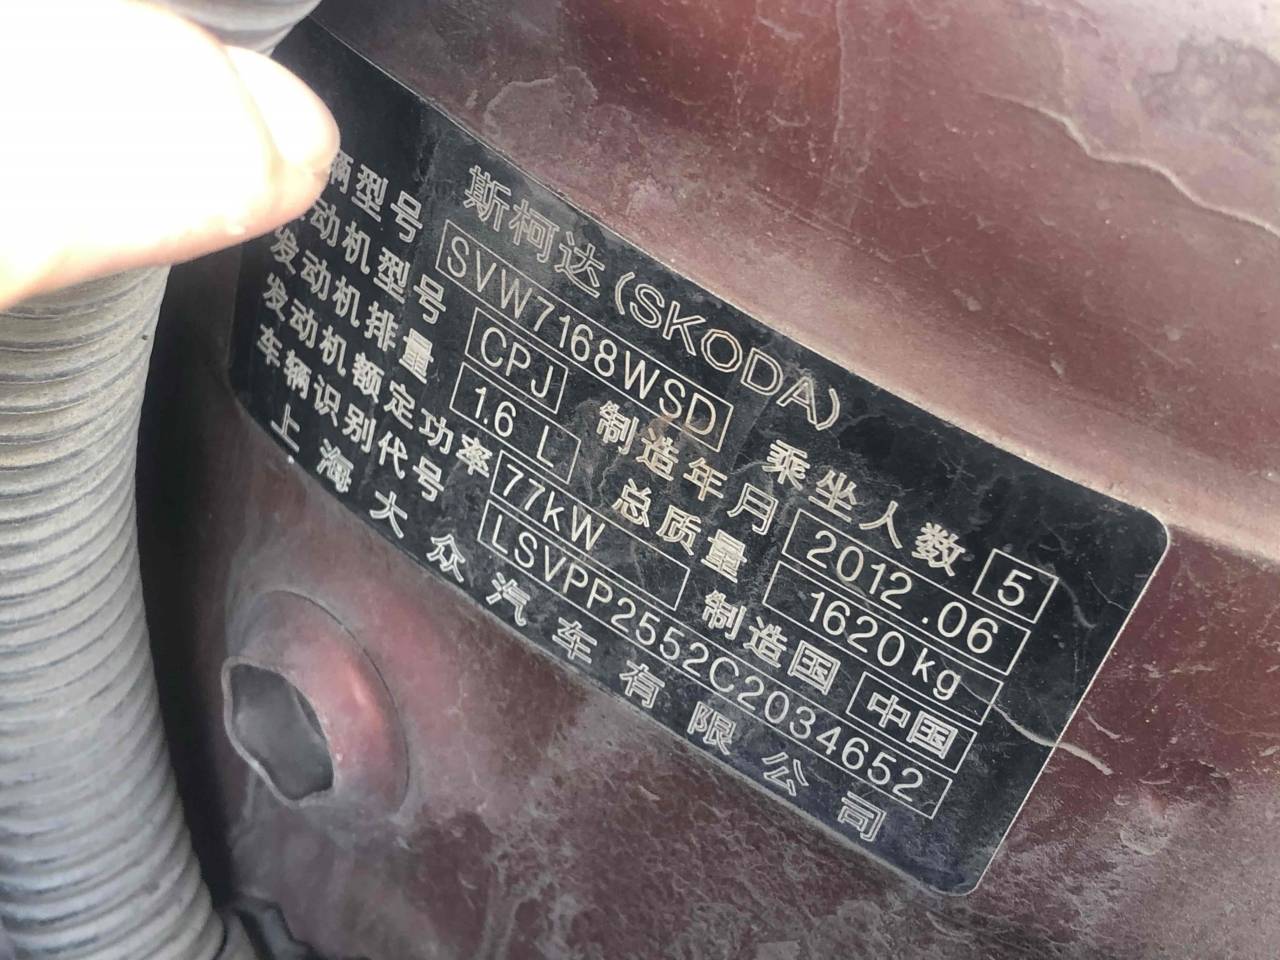 斯柯达(SKODA)
辆型号 SVW7168WSD 乘坐人数 5
动机型号 CPJ 制造年月 2012.06
发动机排量 1.6 L 总质量 1620kg
发动机额定功率 77kW 制造国 中国
车辆识别代号 LSVPP2552C2034652
上海大众汽车有限公司